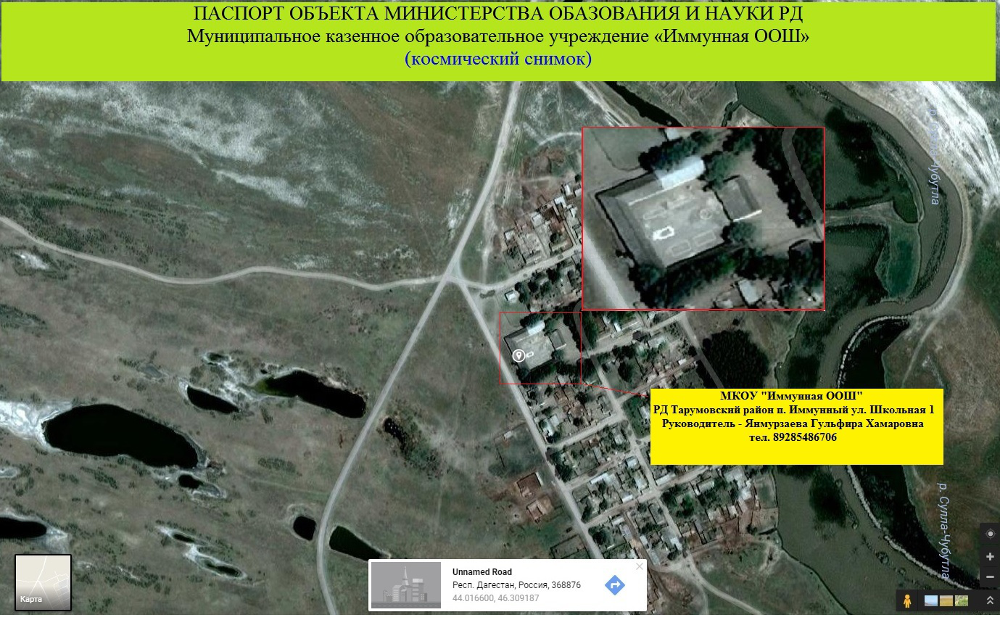 ПАСПОРТ ОБЪЕКТА МИНИСТЕРСТВА ОБАЗОВАНИЯ И НАУКИ РД
Муниципальное казенное образовательное учреждение «Иммунная ООШ»
(космический снимок)
Чубутла
МКОУ "Иммунная ООШ"
РД Тарумовский район п. Иммунный ул. Школьная 1
Руководитель - Янмурзаева Гульфира Хамаровна
тел. 89285486706
р. Сулла-Чубутла
Unnamed Road
Респ. Дагестан, Россия, 368876
44.016600, 46.309187
Карта